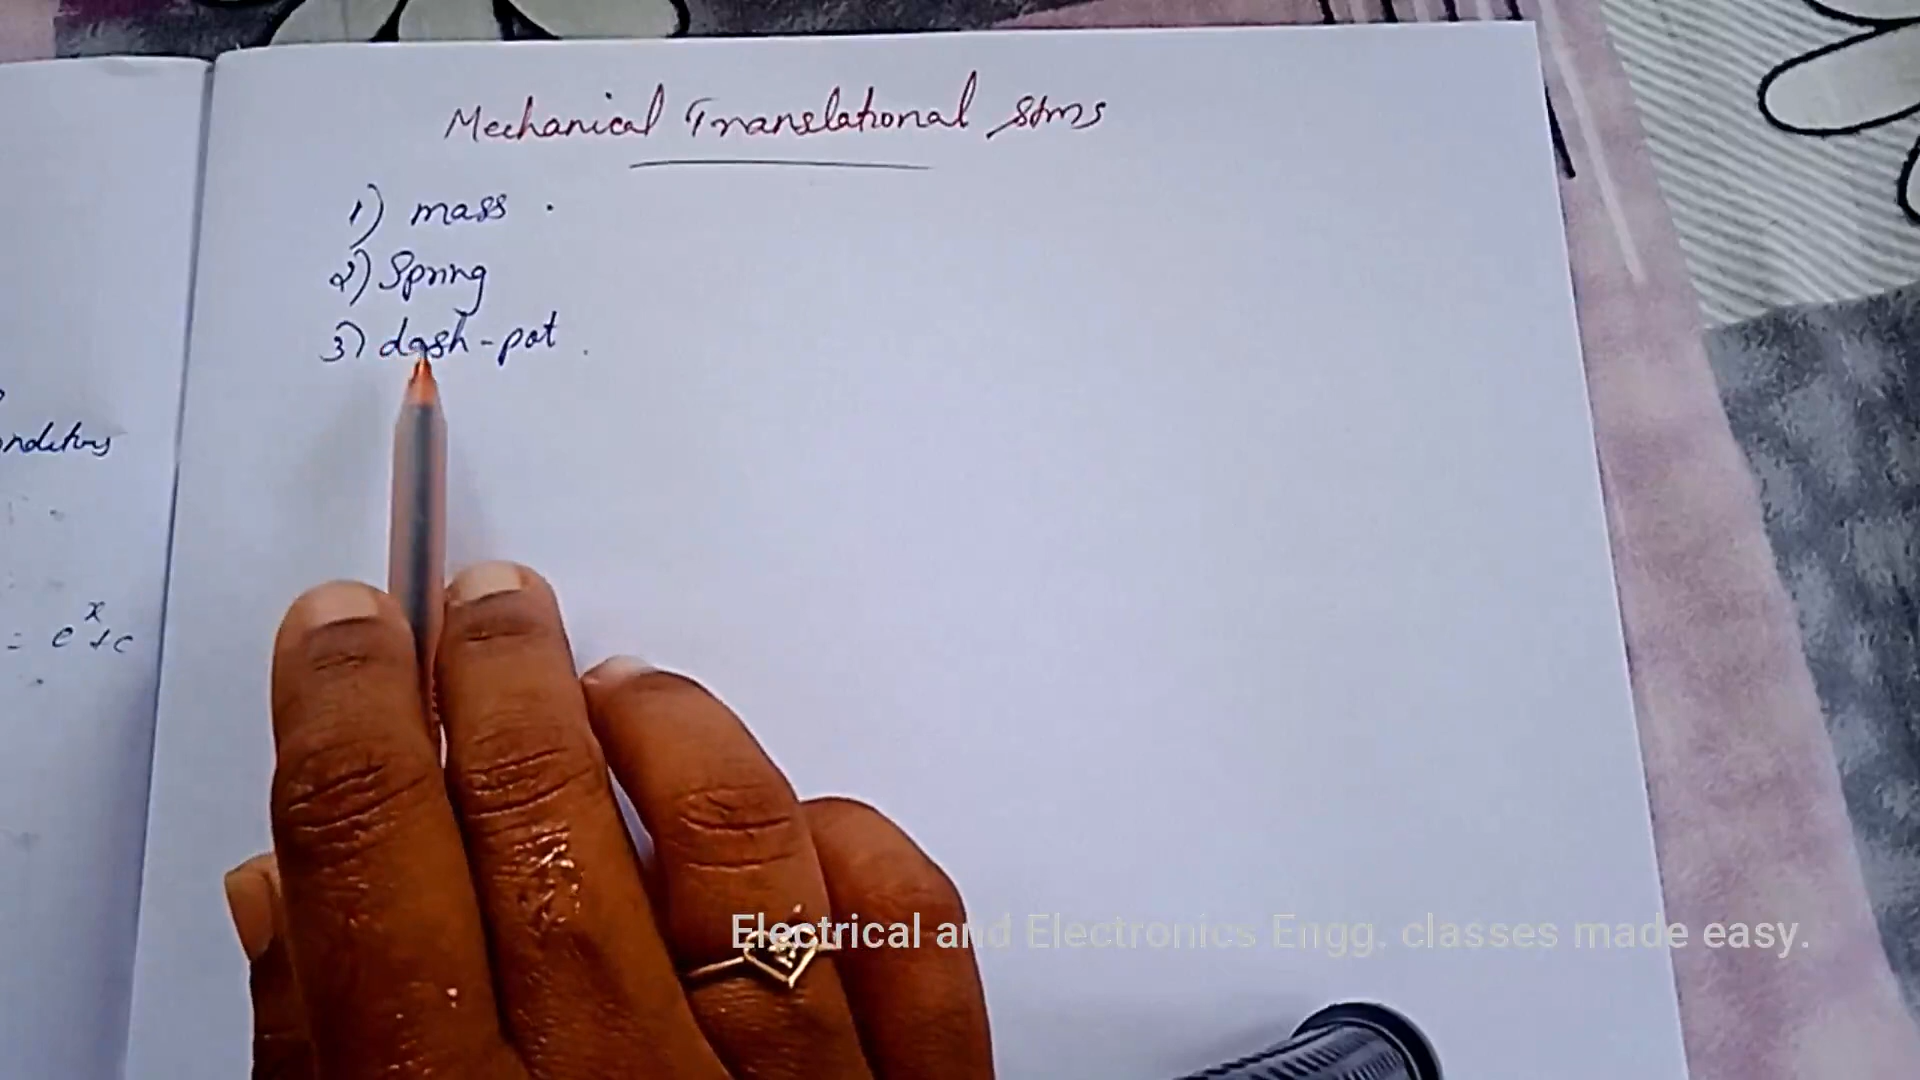 Mechanical Translational Stms
1) mass .
2) Spring
3) dash-pot .
= e^x + c
Electrical and Electronics Engg. classes made easy.